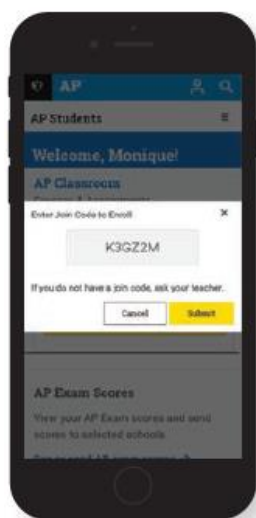 AP
AP Students
Welcome, Monique!
AP Classroom
Enter Join Code to Enroll
K3GZ2M
If you do not have a join code, ask your teacher.
Cancel Submit
AP Exam Scores
View your AP Exam scores and send
scores to selected schools